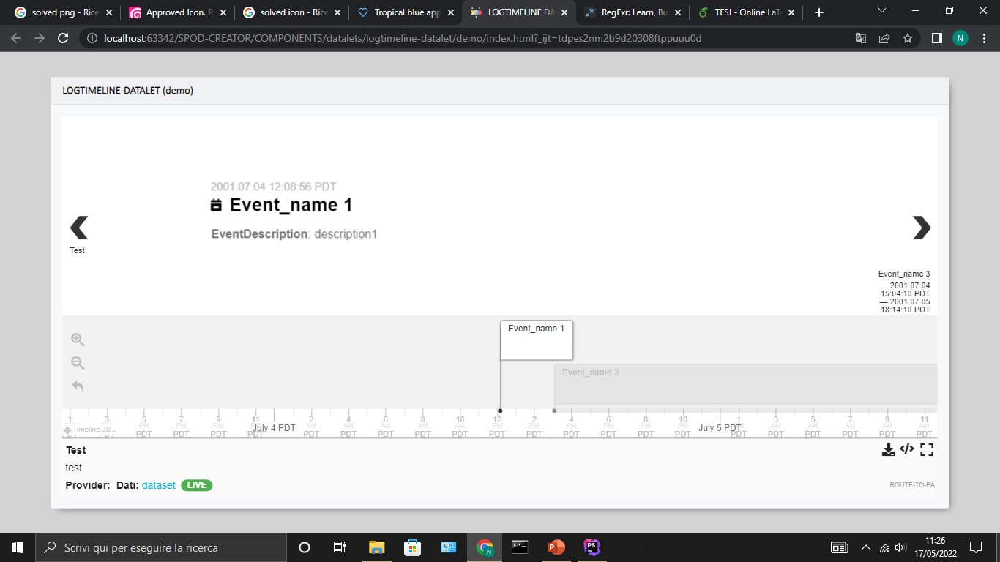 solved png - Rice
Approved Icon. P
solved icon - Rice
Tropical blue app
LOGTIMELINE DA
RegExr: Learn, Bu
TESI - Online LaTe
localhost:63342/SPOD-CREATOR/COMPONENTS/datalets/logtimeline-datalet/demo/index.html?_ijt=tdpes2nm2b9d20308ftppuuu0d
N
LOGTIMELINE-DATALET (demo)
2001.07.04 12:08:56 PDT
Event_name 1
EventDescription: description1
Test
Event_name 3
2001.07.04
15:04:10 PDT
— 2001.07.05
18:14:10 PDT
Event_name 1
Event_name 3
1 3 5 7 9 11 2 4 6 8 10 12 2 4 6 8 10 1 3 5 7 9 11
PM PM PM PM AM AM AM AM AM PM PM PM PM PM PM AM AM AM AM AM AM
July 4 PDT
July 5 PDT
PDT PDT PDT PDT PDT PDT PDT PDT PDT PDT PDT PDT PDT PDT PDT PDT PDT PDT PDT PDT PDT
Timeline JS
Test
test
Provider: Dati: dataset LIVE
ROUTE-TO-PA
Scrivi qui per eseguire la ricerca
N
P
PS
11:26
17/05/2022